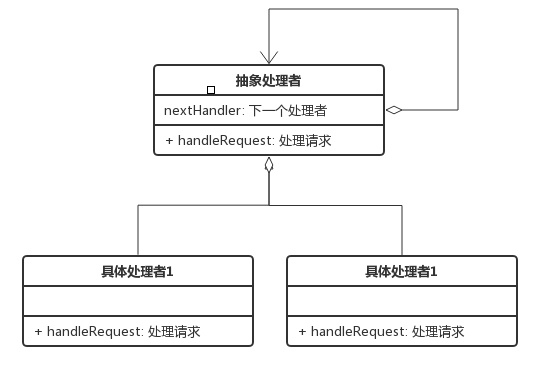 抽象处理者
nextHandler: 下一个处理者
+ handleRequest: 处理请求
具体处理者1
+ handleRequest: 处理请求
具体处理者1
+ handleRequest: 处理请求